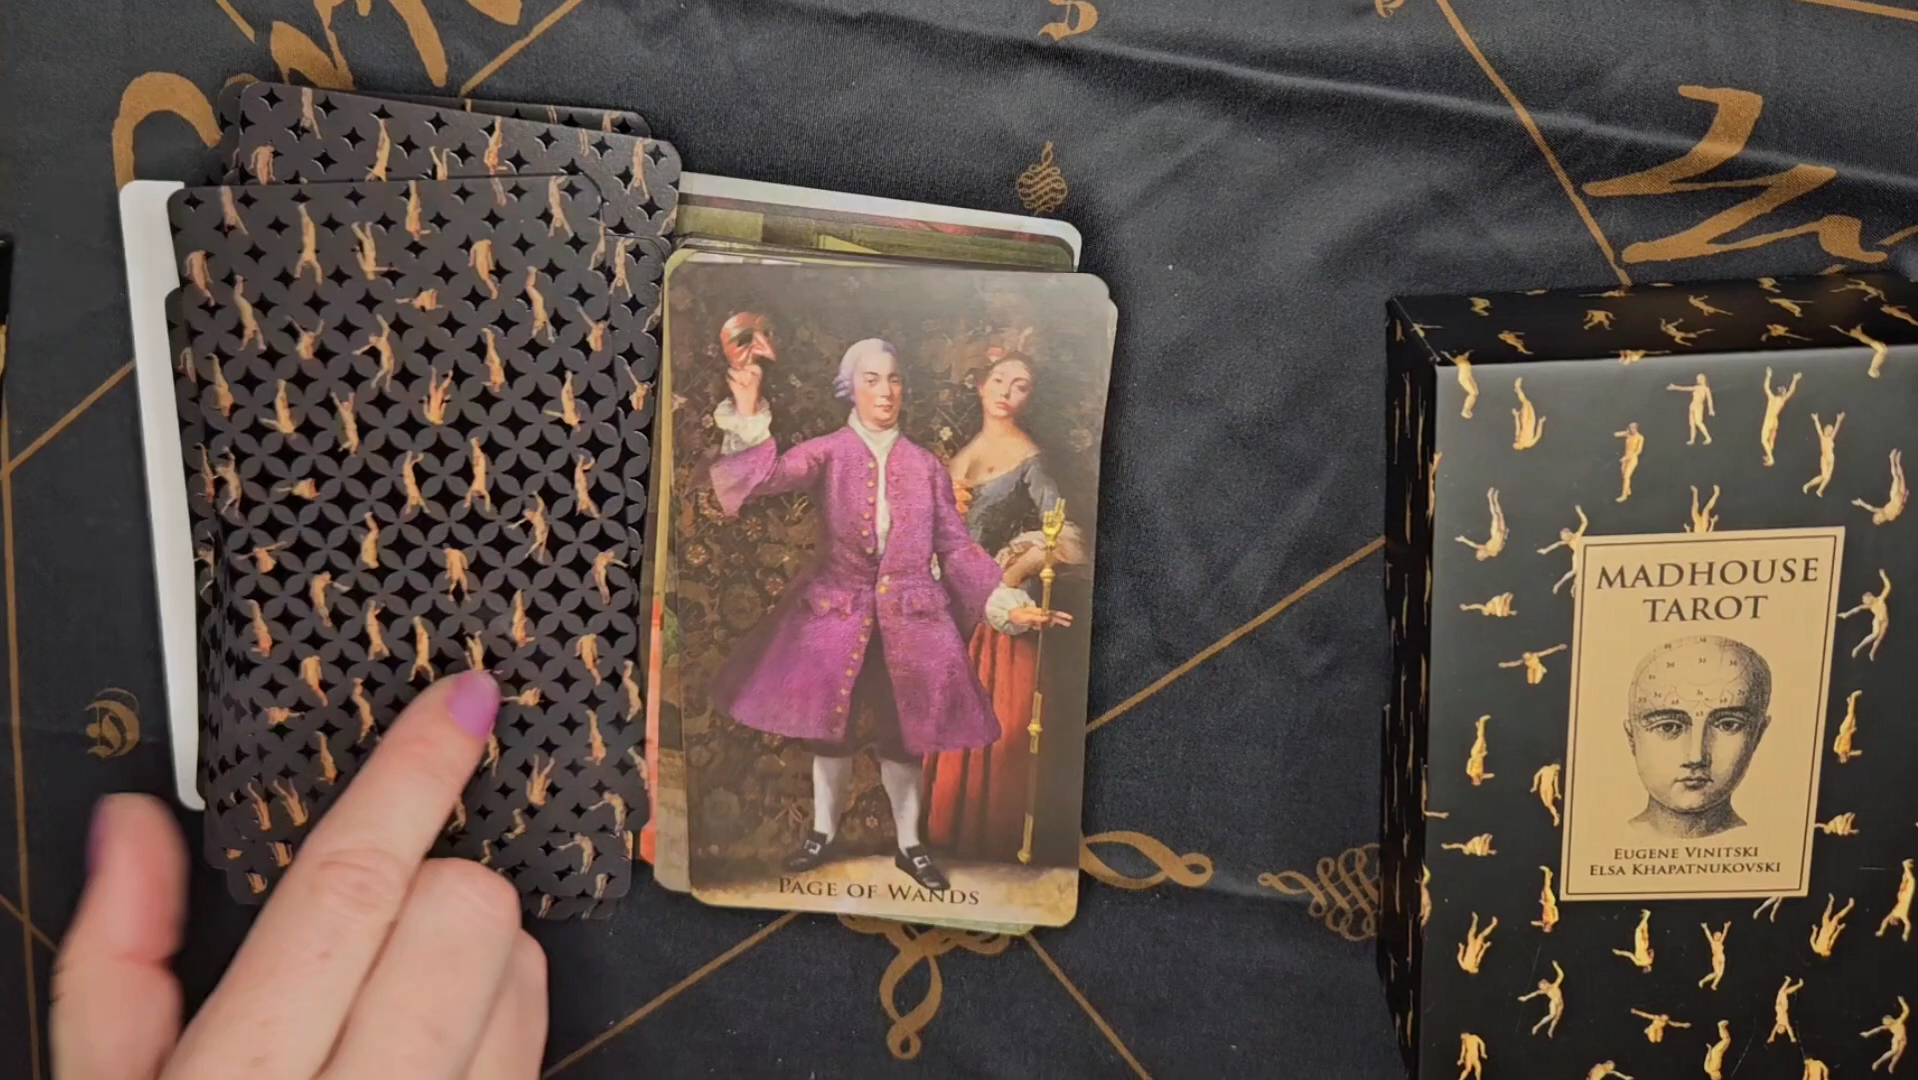 PAGE OF WANDS
MADHOUSE
TAROT
EUGENE VINITSKI
ELSA KHAPATNUKOVSKI